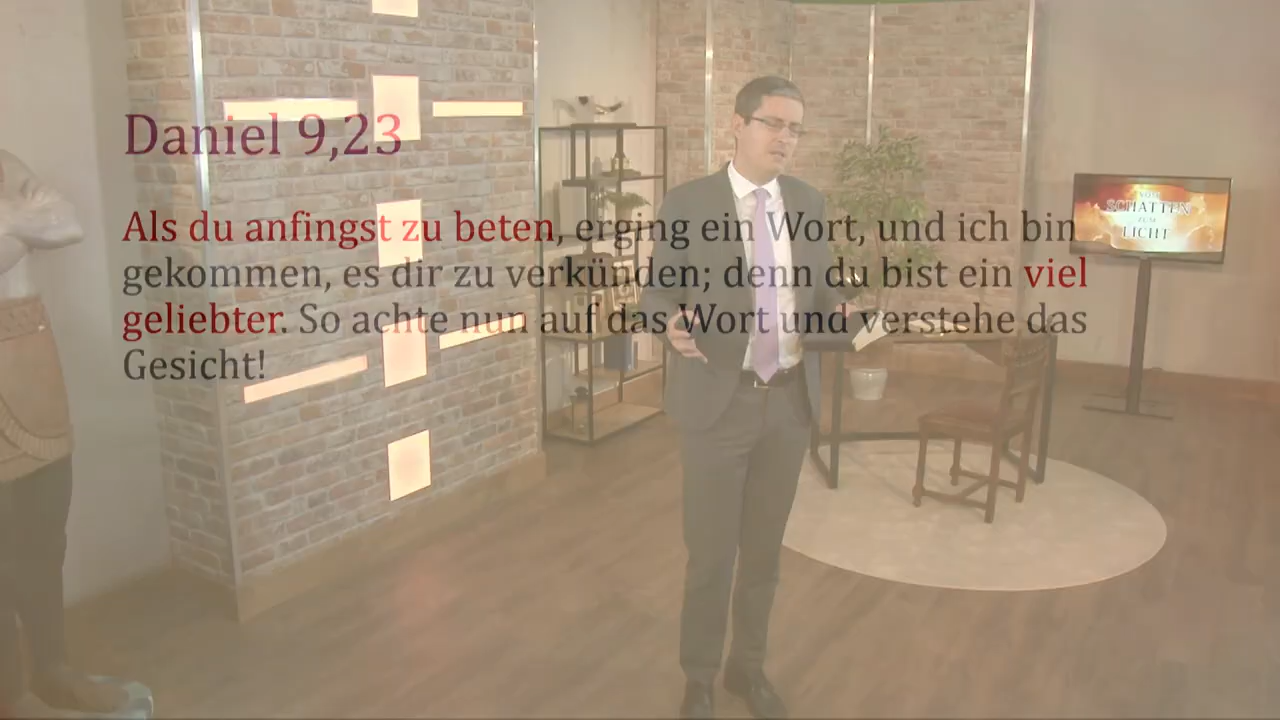 Daniel 9,23
Als du anfingst zu beten, erging ein Wort, und ich bin
gekommen, es dir zu verkünden; denn du bist ein viel
geliebter. So achte nun auf das Wort und verstehe das
Gesicht!
VOM
SCHATTEN
ZUM
LICHT